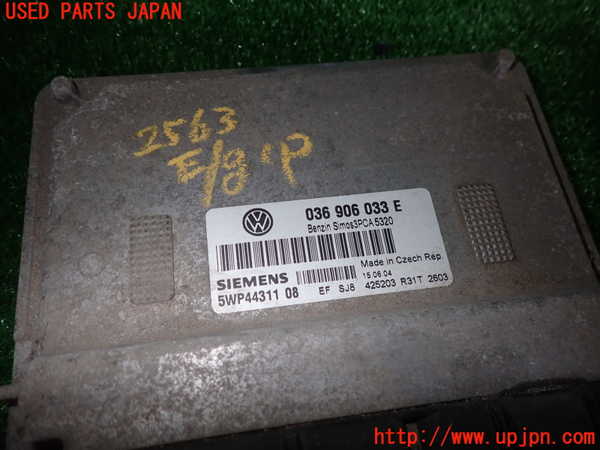 USED PARTS JAPAN
2563
E/g ・P
036 906 033 E
Benzin Simos3PCA 5320
Made in Czech Rep
SIEMENS
15.06.04
5WP44311 08
EF SJ8 425203 R31T 2603
http://www.upjpn.com/